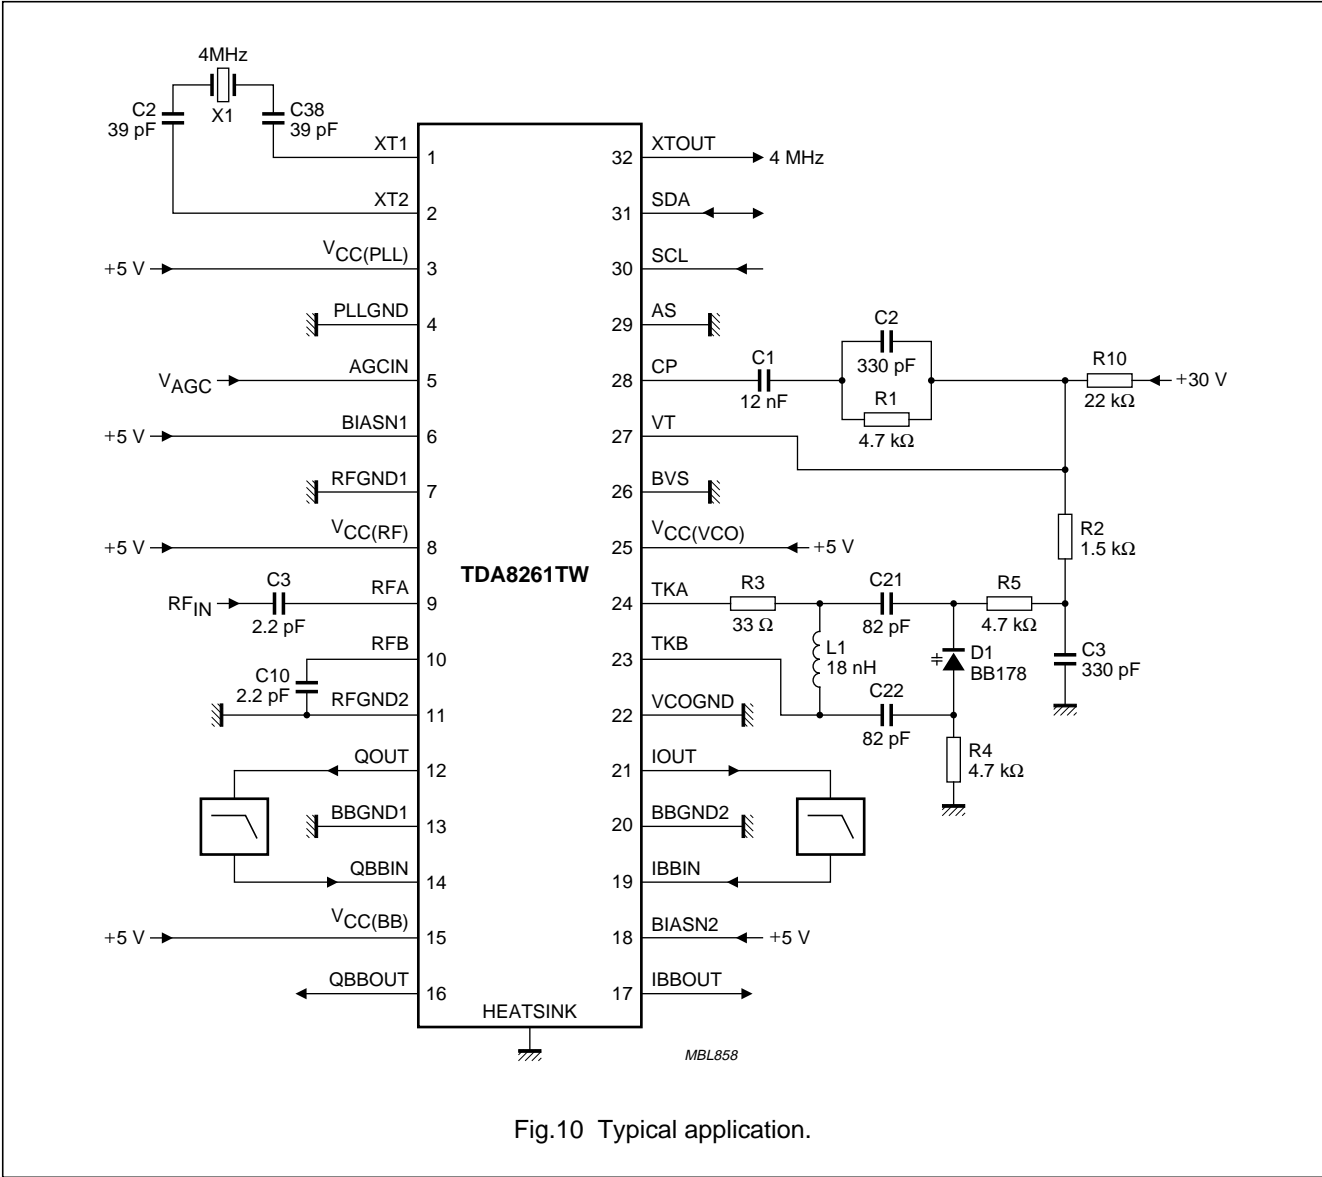 4MHz
X1
C2
39 pF
C38
39 pF
XT1
1
XT2
2
+5 V
VCC(PLL)
3
PLLGND
4
VAGC
AGCIN
5
+5 V
BIASN1
6
RFGND1
7
+5 V
VCC(RF)
8
RFIN
C3
2.2 pF
RFA
9
RFB
10
C10
2.2 pF
RFGND2
11
QOUT
12
BBGND1
13
QBBIN
14
+5 V
VCC(BB)
15
QBBOUT
16
TDA8261TW
HEATSINK
32
XTOUT
4 MHz
31
SDA
30
SCL
29
AS
28
CP
C1
12 nF
C2
330 pF
R1
4.7 kΩ
R10
22 kΩ
+30 V
27
VT
26
BVS
R2
1.5 kΩ
25
VCC(VCO)
+5 V
24
TKA
R3
33 Ω
C21
82 pF
R5
4.7 kΩ
23
TKB
L1
18 nH
D1
BB178
C3
330 pF
22
VCOGND
C22
82 pF
R4
4.7 kΩ
21
IOUT
20
BBGND2
19
IBBIN
18
BIASN2
+5 V
17
IBBOUT
MBL858
Fig.10 Typical application.